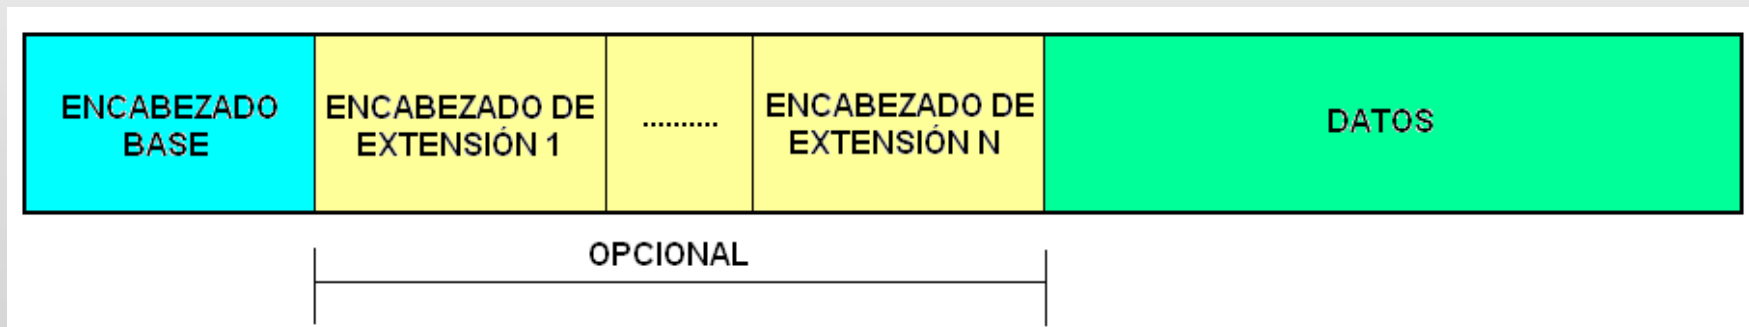 ENCABEZADO
BASE
ENCABEZADO DE
EXTENSIÓN 1
..........
ENCABEZADO DE
EXTENSIÓN N
DATOS
OPCIONAL